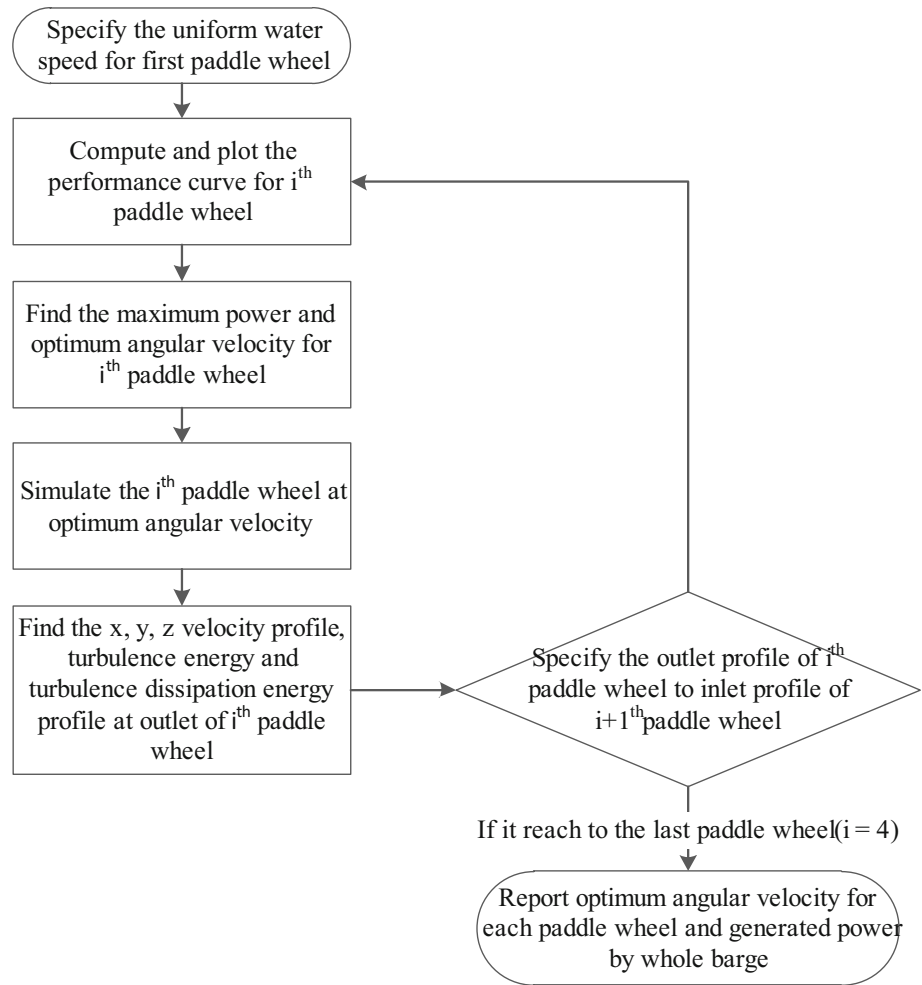 Specify the uniform water
speed for first paddle wheel
Compute and plot the
performance curve for iᵗʰ
paddle wheel
Find the maximum power and
optimum angular velocity for
iᵗʰ paddle wheel
Simulate the iᵗʰ paddle wheel at
optimum angular velocity
Find the x, y, z velocity profile,
turbulence energy and
turbulence dissipation energy
profile at outlet of iᵗʰ paddle
wheel
Specify the outlet profile of iᵗʰ
paddle wheel to inlet profile of
i+1ᵗʰpaddle wheel
If it reach to the last paddle wheel(i = 4)
Report optimum angular velocity for
each paddle wheel and generated power
by whole barge